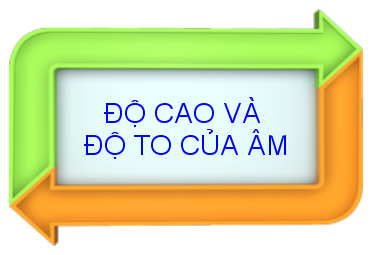 ĐỘ CAO VÀ
ĐỘ TO CỦA ÂM